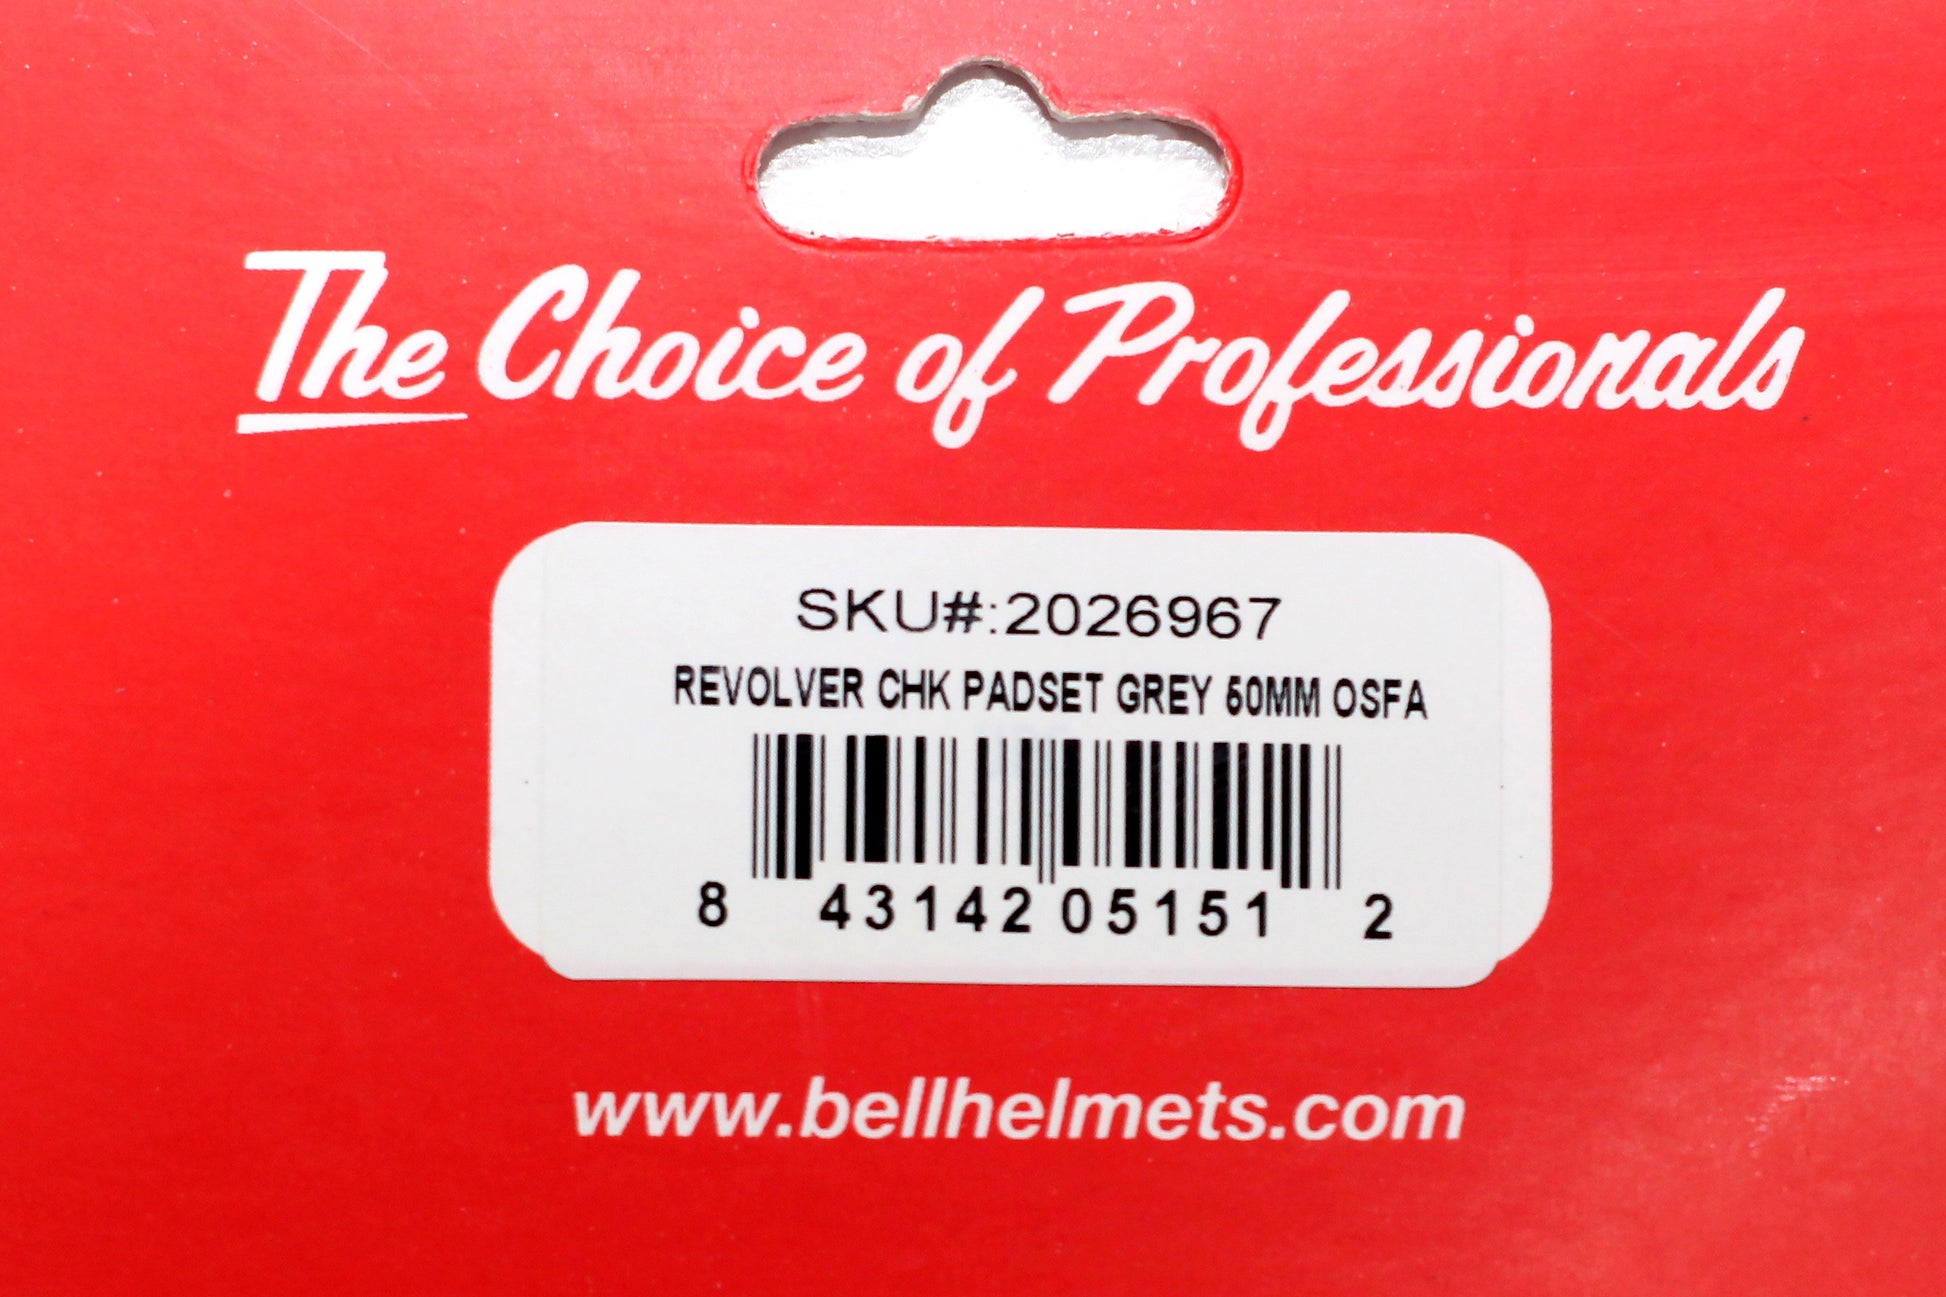 The Choice of Professionals
SKU#:2026967
REVOLVER CHK PADSET GREY 50MM OSFA
8 43142 05151 2
www.bellhelmets.com